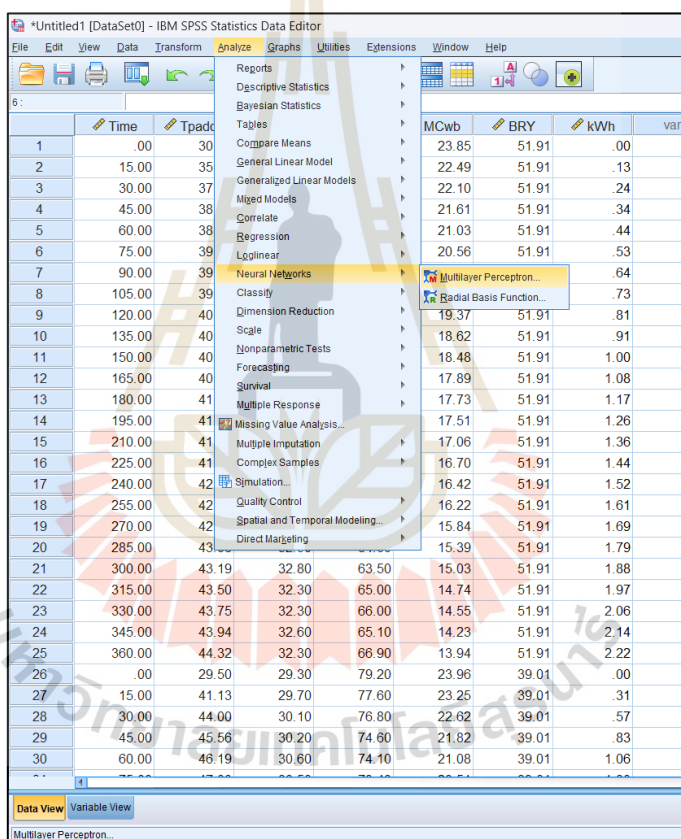 *Untitled1 [DataSet0] - IBM SPSS Statistics Data Editor
File Edit View Data Transform Analyze Graphs Utilities Extensions Window Help
6 :
Reports
Descriptive Statistics
Bayesian Statistics
Tables
Compare Means
General Linear Model
Generalized Linear Models
Mixed Models
Correlate
Regression
Loglinear
Neural Networks
Classify
Dimension Reduction
Scale
Nonparametric Tests
Forecasting
Survival
Multiple Response
Missing Value Analysis...
Multiple Imputation
Complex Samples
Simulation...
Quality Control
Spatial and Temporal Modeling...
Direct Marketing
Multilayer Perceptron...
Radial Basis Function...
Time MCwb BRY kWh
1 .00 30 23.85 51.91 .00
2 15.00 35 22.49 51.91 .13
3 30.00 37 22.10 51.91 .24
4 45.00 38 21.61 51.91 .34
5 60.00 38 21.03 51.91 .44
6 75.00 39 20.56 51.91 .53
7 90.00 39 .64
8 105.00 39 .73
9 120.00 40 19.37 51.91 .81
10 135.00 40 18.62 51.91 .91
11 150.00 40 18.48 51.91 1.00
12 165.00 40 17.89 51.91 1.08
13 180.00 41 17.73 51.91 1.17
14 195.00 41 17.51 51.91 1.26
15 210.00 41 17.06 51.91 1.36
16 225.00 41 16.70 51.91 1.44
17 240.00 42 16.42 51.91 1.52
18 255.00 42 16.22 51.91 1.61
19 270.00 42 15.84 51.91 1.69
20 285.00 15.39 51.91 1.79
21 300.00 43.19 32.80 63.50 15.03 51.91 1.88
22 315.00 43.50 32.30 65.00 14.74 51.91 1.97
23 330.00 43.75 32.30 66.00 14.55 51.91 2.06
24 345.00 43.94 32.60 65.10 14.23 51.91 2.14
25 360.00 44.32 32.30 66.90 13.94 51.91 2.22
26 .00 29.50 29.30 79.20 23.96 39.01 .00
27 15.00 41.13 29.70 77.60 23.25 39.01 .31
28 30.00 44.00 30.10 76.80 22.62 39.01 .57
29 45.00 45.56 30.20 74.60 21.82 39.01 .83
30 60.00 46.19 30.60 74.10 21.08 39.01 1.06
Data View Variable View
Multilayer Perceptron...